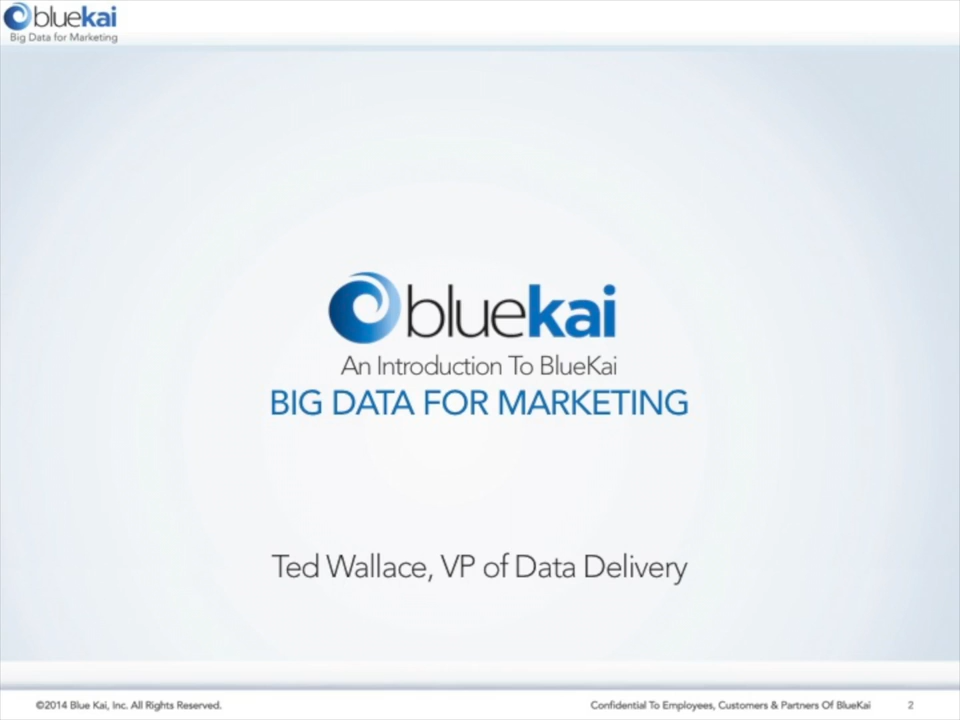 bluekai
Big Data for Marketing
bluekai
An Introduction To BlueKai
BIG DATA FOR MARKETING
Ted Wallace, VP of Data Delivery
©2014 Blue Kai, Inc. All Rights Reserved.
Confidential To Employees, Customers & Partners Of BlueKai 2